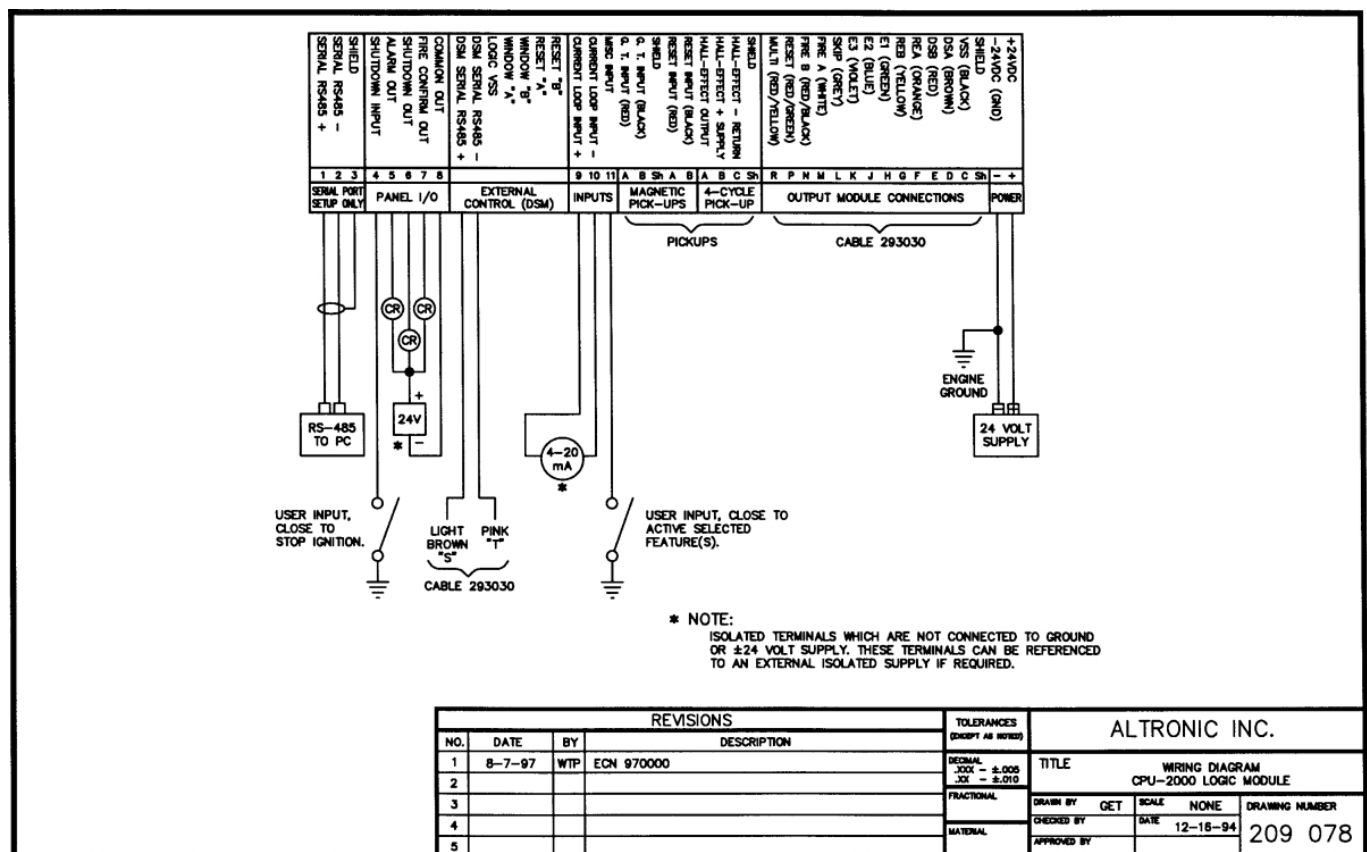 SERIAL RS485 +
SERIAL RS485 -
SHIELD
SHUTDOWN INPUT
ALARM OUT
SHUTDOWN OUT
FIRE CONFIRM OUT
COMMON OUT
DSM SERIAL RS485 +
DSM SERIAL RS485 -
LOGIC VSS
WINDOW "A"
WINDOW "B"
RESET "A"
RESET "B"
CURRENT LOOP INPUT +
CURRENT LOOP INPUT -
MISC INPUT
G. T. INPUT (RED)
G. T. INPUT (BLACK)
SHIELD
RESET INPUT (RED)
RESET INPUT (BLACK)
HALL-EFFECT OUTPUT
HALL-EFFECT + SUPPLY
HALL-EFFECT - RETURN
SHIELD
MULTI (RED/YELLOW)
RESET (RED/GREEN)
FIRE B (RED/BLACK)
FIRE A (WHITE)
SKIP (GREY)
E3 (VIOLET)
E2 (BLUE)
E1 (GREEN)
REB (YELLOW)
REA (ORANGE)
DSB (RED)
DSA (BROWN)
VSS (BLACK)
SHIELD
-24VDC (GND)
+24VDC
1 2 3 4 5 6 7 8 9 10 11 A B Sh A B A B C Sh R P N M L K J H G F E D C Sh - +
SERIAL PORT
SETUP ONLY
PANEL I/O
EXTERNAL
CONTROL (DSM)
INPUTS
MAGNETIC
PICK-UPS
4-CYCLE
PICK-UP
OUTPUT MODULE CONNECTIONS
POWER
PICKUPS
CABLE 293030
CR
CR
CR
+
24V
-
*
RS-485
TO PC
4-20
mA
*
ENGINE
GROUND
24 VOLT
SUPPLY
USER INPUT,
CLOSE TO
STOP IGNITION.
LIGHT
BROWN
"S"
PINK
"T"
CABLE 293030
USER INPUT, CLOSE TO
ACTIVE SELECTED
FEATURE(S).
* NOTE:
ISOLATED TERMINALS WHICH ARE NOT CONNECTED TO GROUND
OR ±24 VOLT SUPPLY. THESE TERMINALS CAN BE REFERENCED
TO AN EXTERNAL ISOLATED SUPPLY IF REQUIRED.
REVISIONS
NO. DATE BY DESCRIPTION
1 8-7-97 WTP ECN 970000
2
3
4
5
TOLERANCES
(EXCEPT AS NOTED)
DECIMAL
.XXX - ±.005
.XX - ±.010
FRACTIONAL
MATERIAL
ALTRONIC INC.
TITLE
WIRING DIAGRAM
CPU-2000 LOGIC MODULE
DRAWN BY GET
SCALE NONE
DRAWING NUMBER
CHECKED BY
DATE 12-16-94
209 078
APPROVED BY